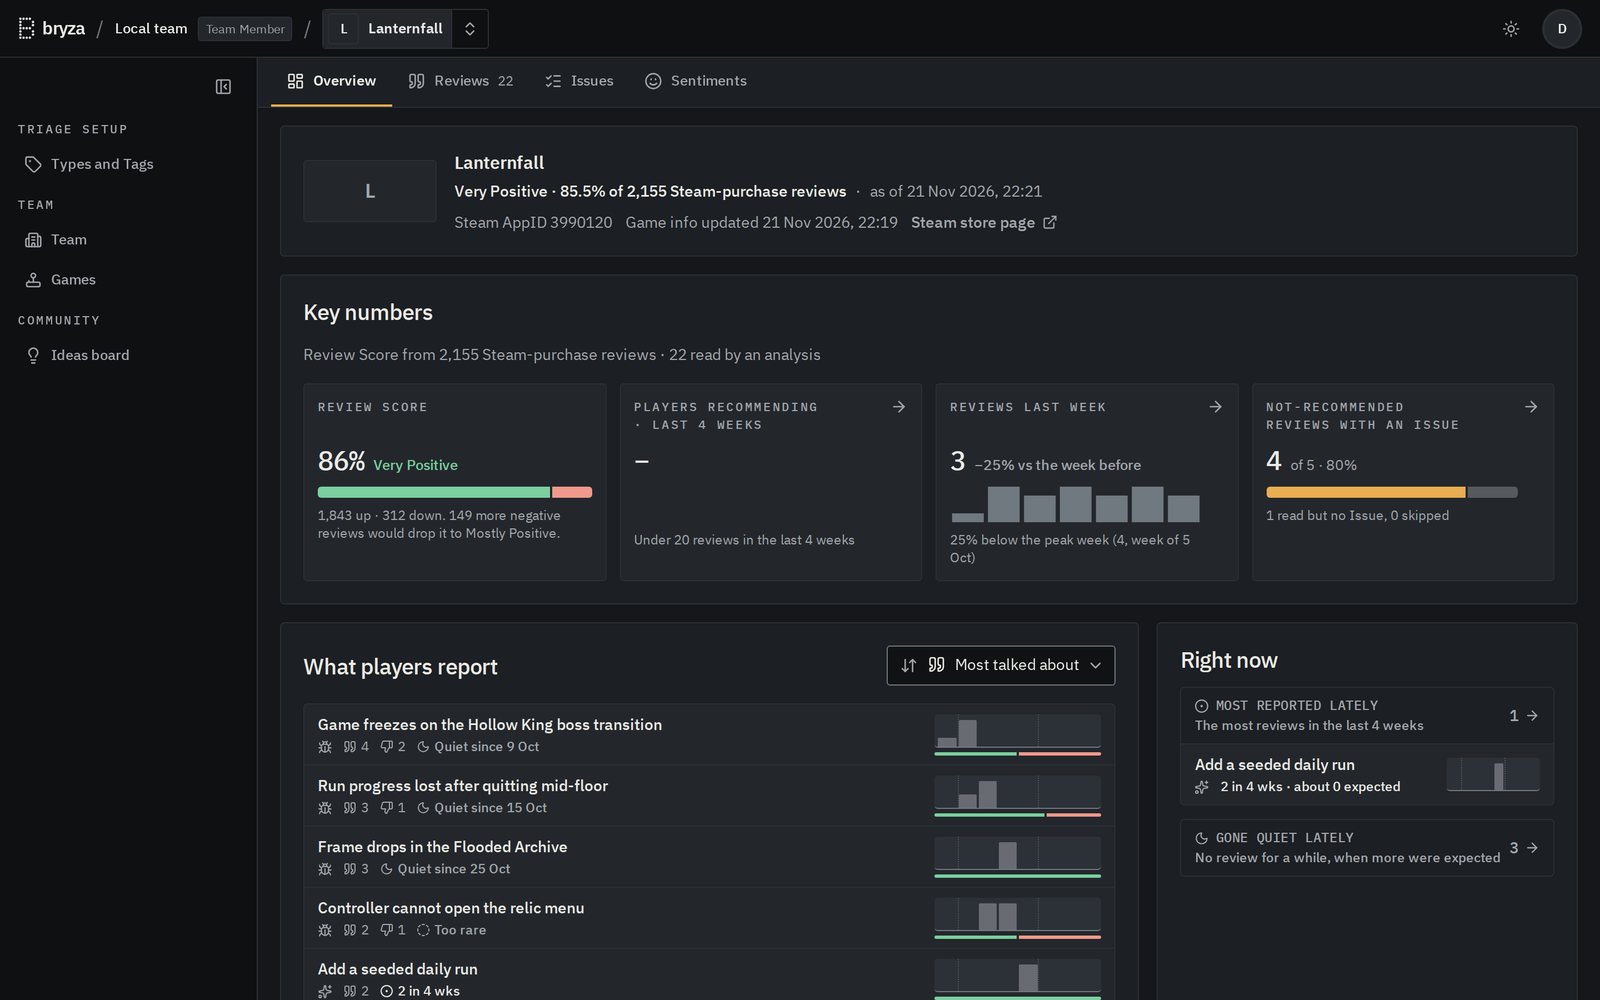 bryza / Local team Team Member / L Lanternfall
D
Overview Reviews 22 Issues Sentiments
TRIAGE SETUP
Types and Tags
TEAM
Team
Games
COMMUNITY
Ideas board
L
Lanternfall
Very Positive · 85.5% of 2,155 Steam-purchase reviews · as of 21 Nov 2026, 22:21
Steam AppID 3990120 Game info updated 21 Nov 2026, 22:19 Steam store page
Key numbers
Review Score from 2,155 Steam-purchase reviews · 22 read by an analysis
REVIEW SCORE
86% Very Positive
1,843 up · 312 down. 149 more negative
reviews would drop it to Mostly Positive.
PLAYERS RECOMMENDING
· LAST 4 WEEKS
–
Under 20 reviews in the last 4 weeks
REVIEWS LAST WEEK
3 −25% vs the week before
25% below the peak week (4, week of 5
Oct)
NOT-RECOMMENDED
REVIEWS WITH AN ISSUE
4 of 5 · 80%
1 read but no Issue, 0 skipped
What players report
Most talked about
Game freezes on the Hollow King boss transition
4 2 Quiet since 9 Oct
Run progress lost after quitting mid-floor
3 1 Quiet since 15 Oct
Frame drops in the Flooded Archive
3 Quiet since 25 Oct
Controller cannot open the relic menu
2 1 Too rare
Add a seeded daily run
2 2 in 4 wks
Right now
MOST REPORTED LATELY
The most reviews in the last 4 weeks
1
Add a seeded daily run
2 in 4 wks · about 0 expected
GONE QUIET LATELY
No review for a while, when more were expected
3